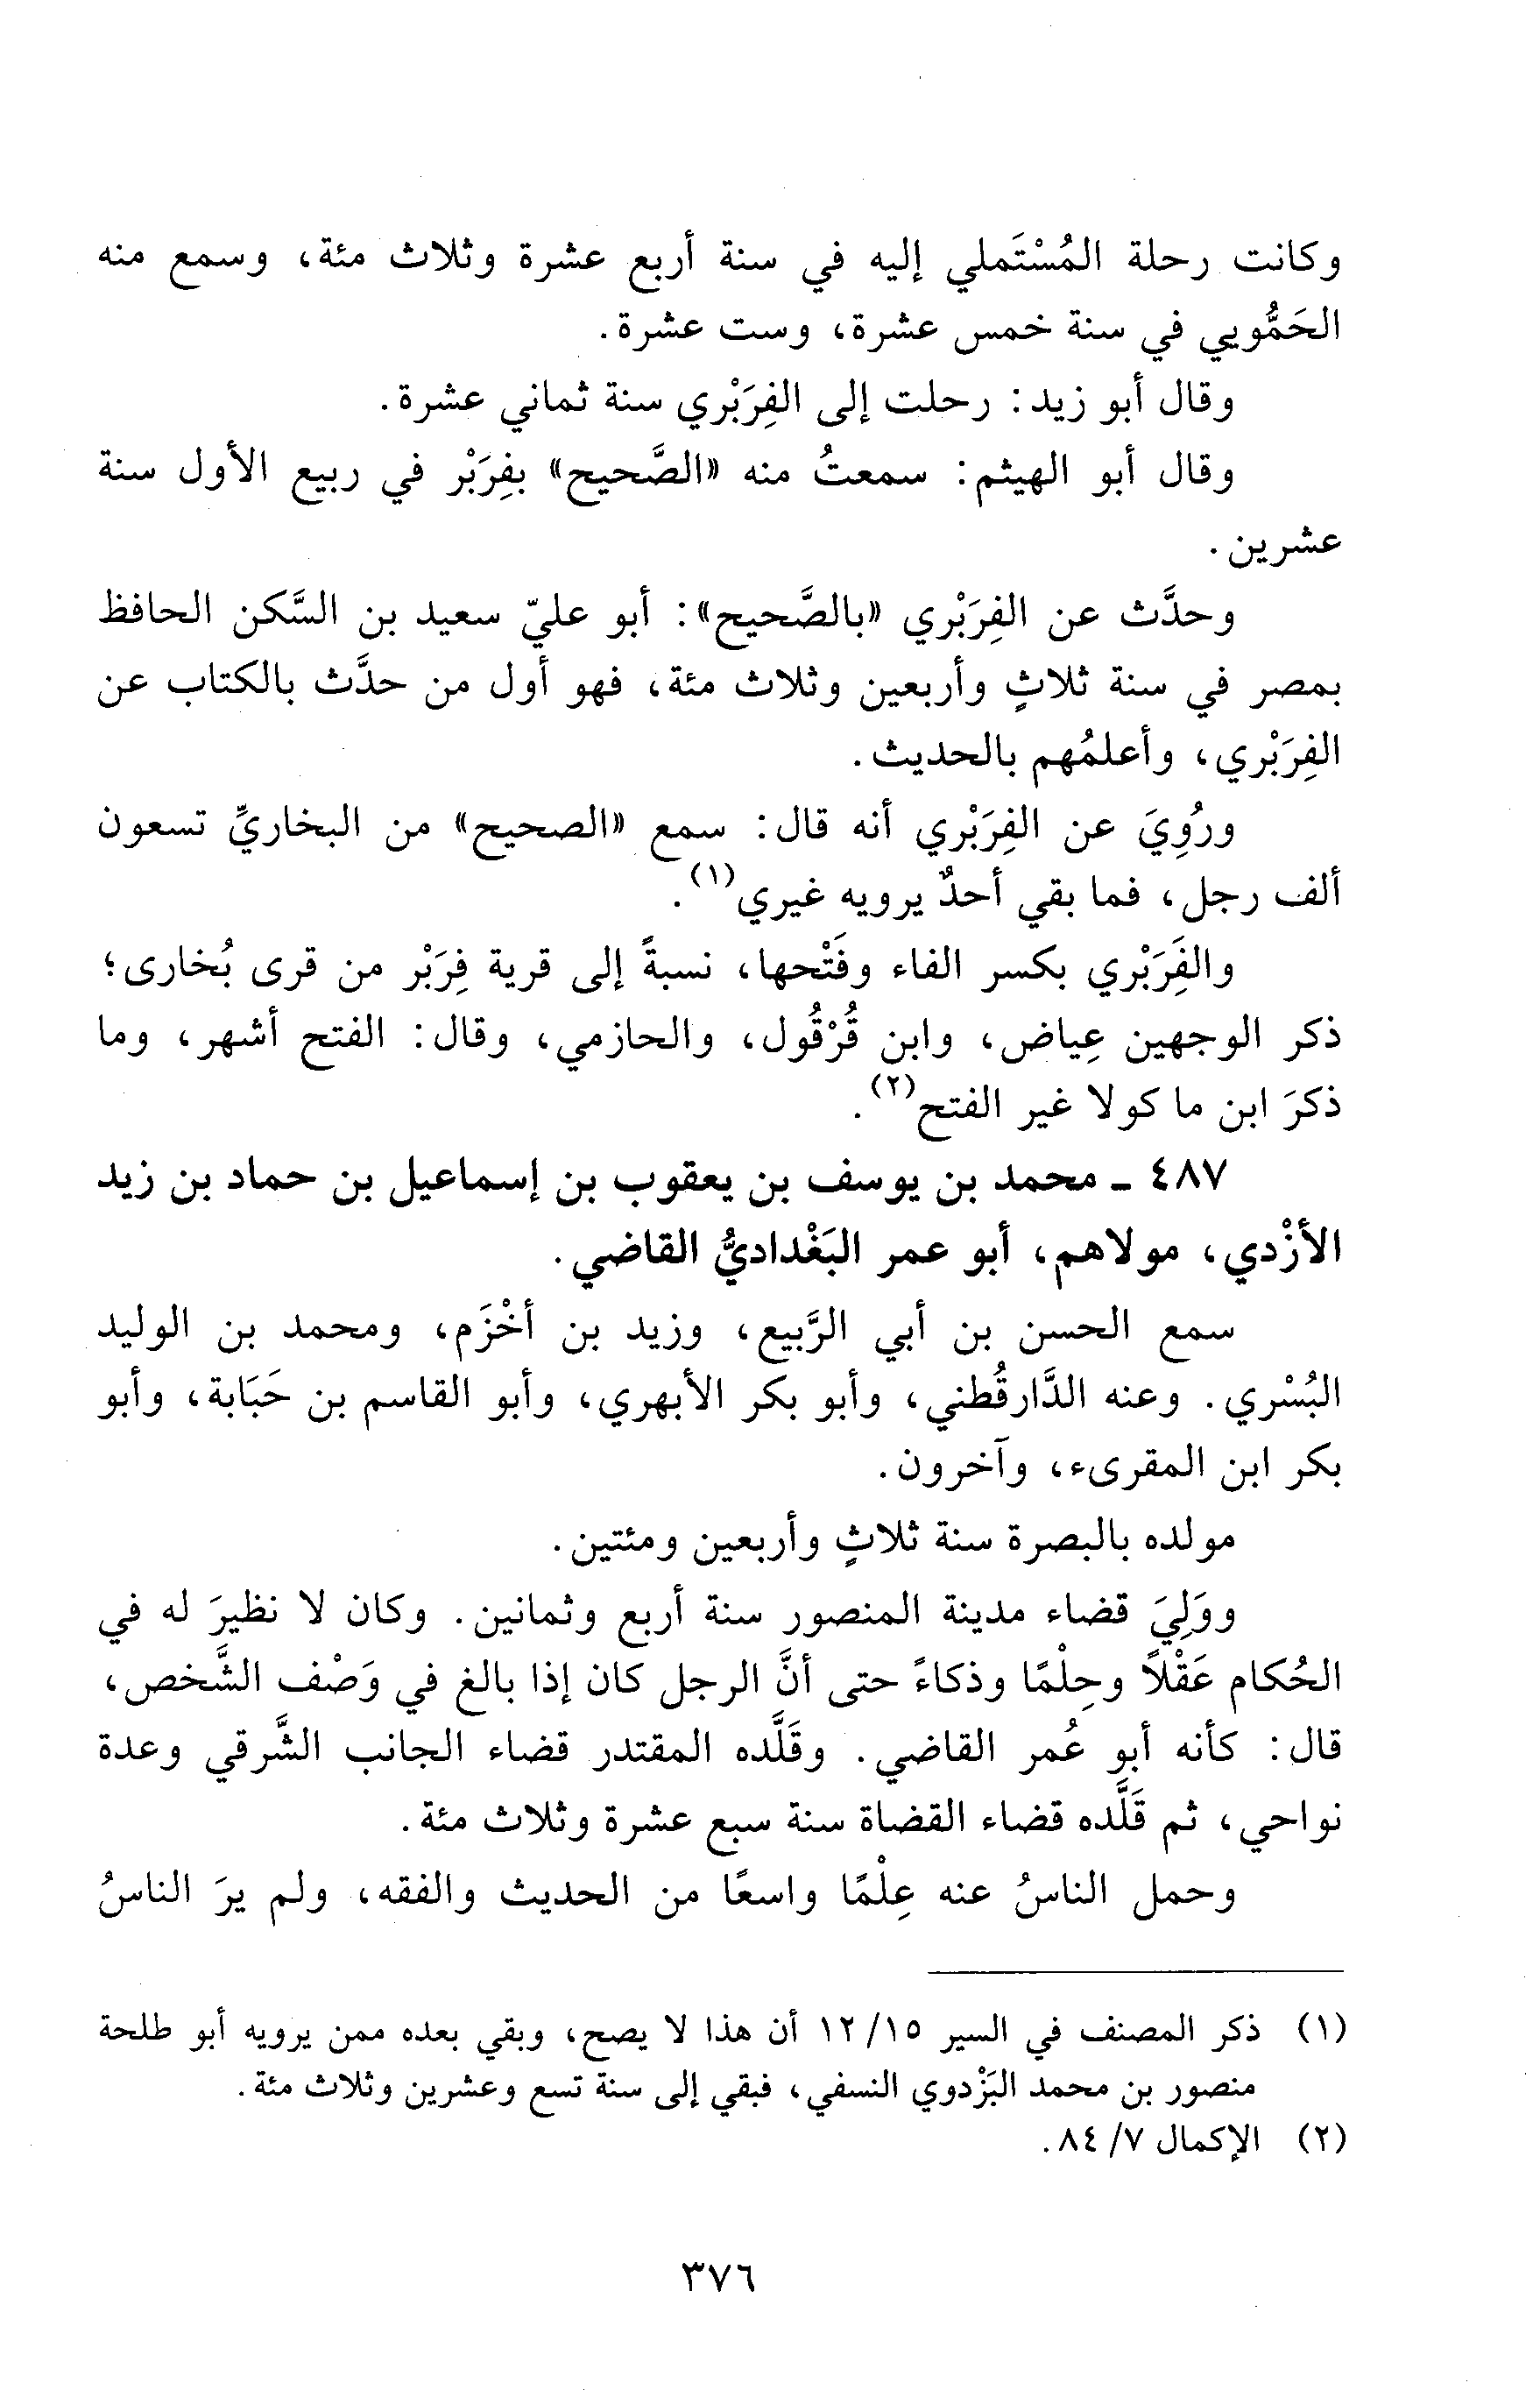 وكانت رحلة المُسْتَملي إليه في سنة أربع عشرة وثلاث مئة، وسمع منه
الحَمُّويي في سنة خمس عشرة، وست عشرة.
وقال أبو زيد: رحلت إلى الفِرَبْري سنة ثماني عشرة.
وقال أبو الهيثم: سمعتُ منه «الصَّحيح» بفِرَبْر في ربيع الأول سنة
عشرين.
وحدَّث عن الفِرَبْري «بالصَّحيح»: أبو عليّ سعيد بن السَّكن الحافظ
بمصر في سنة ثلاثٍ وأربعين وثلاث مئة، فهو أول من حدَّث بالكتاب عن
الفِرَبْري، وأعلمُهم بالحديث.
ورُوِيَ عن الفِرَبْري أنه قال: سمع «الصحيح» من البخاريِّ تسعون
ألف رجل، فما بقي أحدٌ يرويه غيري(١).
والفَِرَبْري بكسر الفاء وفَتْحها، نسبةً إلى قرية فِرَبْر من قرى بُخارى؛
ذكر الوجهين عِياض، وابن قُرْقُول، والحازمي، وقال: الفتح أشهر، وما
ذكرَ ابن ما كولا غير الفتح(٢).
٤٨٧ - محمد بن يوسف بن يعقوب بن إسماعيل بن حماد بن زيد
الأزْدي، مولاهم، أبو عمر البَغْداديُّ القاضي.
سمع الحسن بن أبي الرَّبيع، وزيد بن أخْزَم، ومحمد بن الوليد
البُسْري. وعنه الدَّارقُطني، وأبو بكر الأبهري، وأبو القاسم بن حَبَابة، وأبو
بكر ابن المقرىء، وآخرون.
مولده بالبصرة سنة ثلاثٍ وأربعين ومئتين.
ووَلِيَ قضاء مدينة المنصور سنة أربع وثمانين. وكان لا نظيرَ له في
الحُكام عَقْلاً وحِلْمًا وذكاءً حتى أنَّ الرجل كان إذا بالغ في وَصْف الشَّخص،
قال: كأنه أبو عُمر القاضي. وقَلَّده المقتدر قضاء الجانب الشَّرقي وعدة
نواحي، ثم قَلَّده قضاء القضاة سنة سبع عشرة وثلاث مئة.
وحمل الناسُ عنه عِلْمًا واسعًا من الحديث والفقه، ولم يرَ الناسُ
(١) ذكر المصنف في السير ١٢/١٥ أن هذا لا يصح، وبقي بعده ممن يرويه أبو طلحة
منصور بن محمد البَزْدوي النسفي، فبقي إلى سنة تسع وعشرين وثلاث مئة.
(٢) الإكمال ٧/ ٨٤.
٣٧٦